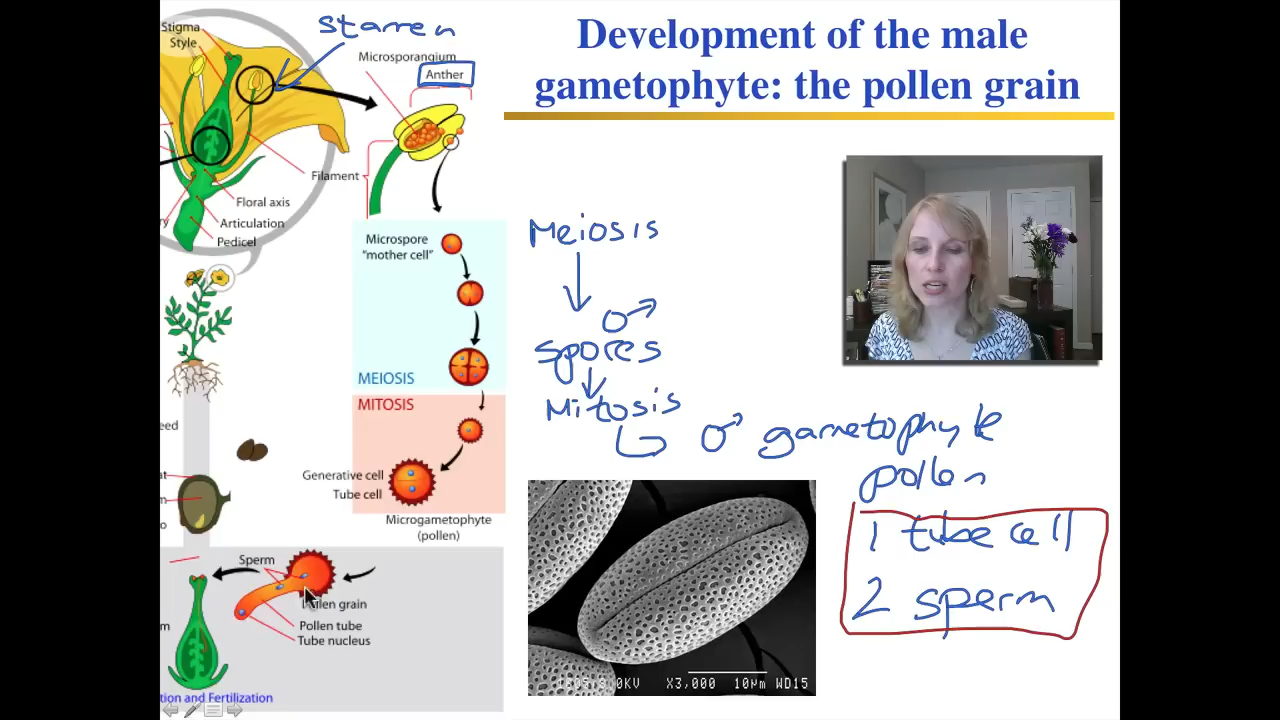 Development of the male
gametophyte: the pollen grain
Stigma
Style
starren
Microsporangium
Anther
Filament
Floral axis
Articulation
Pedicel
Microspore
"mother cell"
MEIOSIS
MITOSIS
Generative cell
Tube cell
Microgametophyte
(pollen)
Meiosis
♂
spores
Mitosis
♂ gametophyte
pollen
1 tube cell
2 sperm
eed
Sperm
Pollen grain
Pollen tube
Tube nucleus
tion and Fertilization
X3,000 10μm WD15